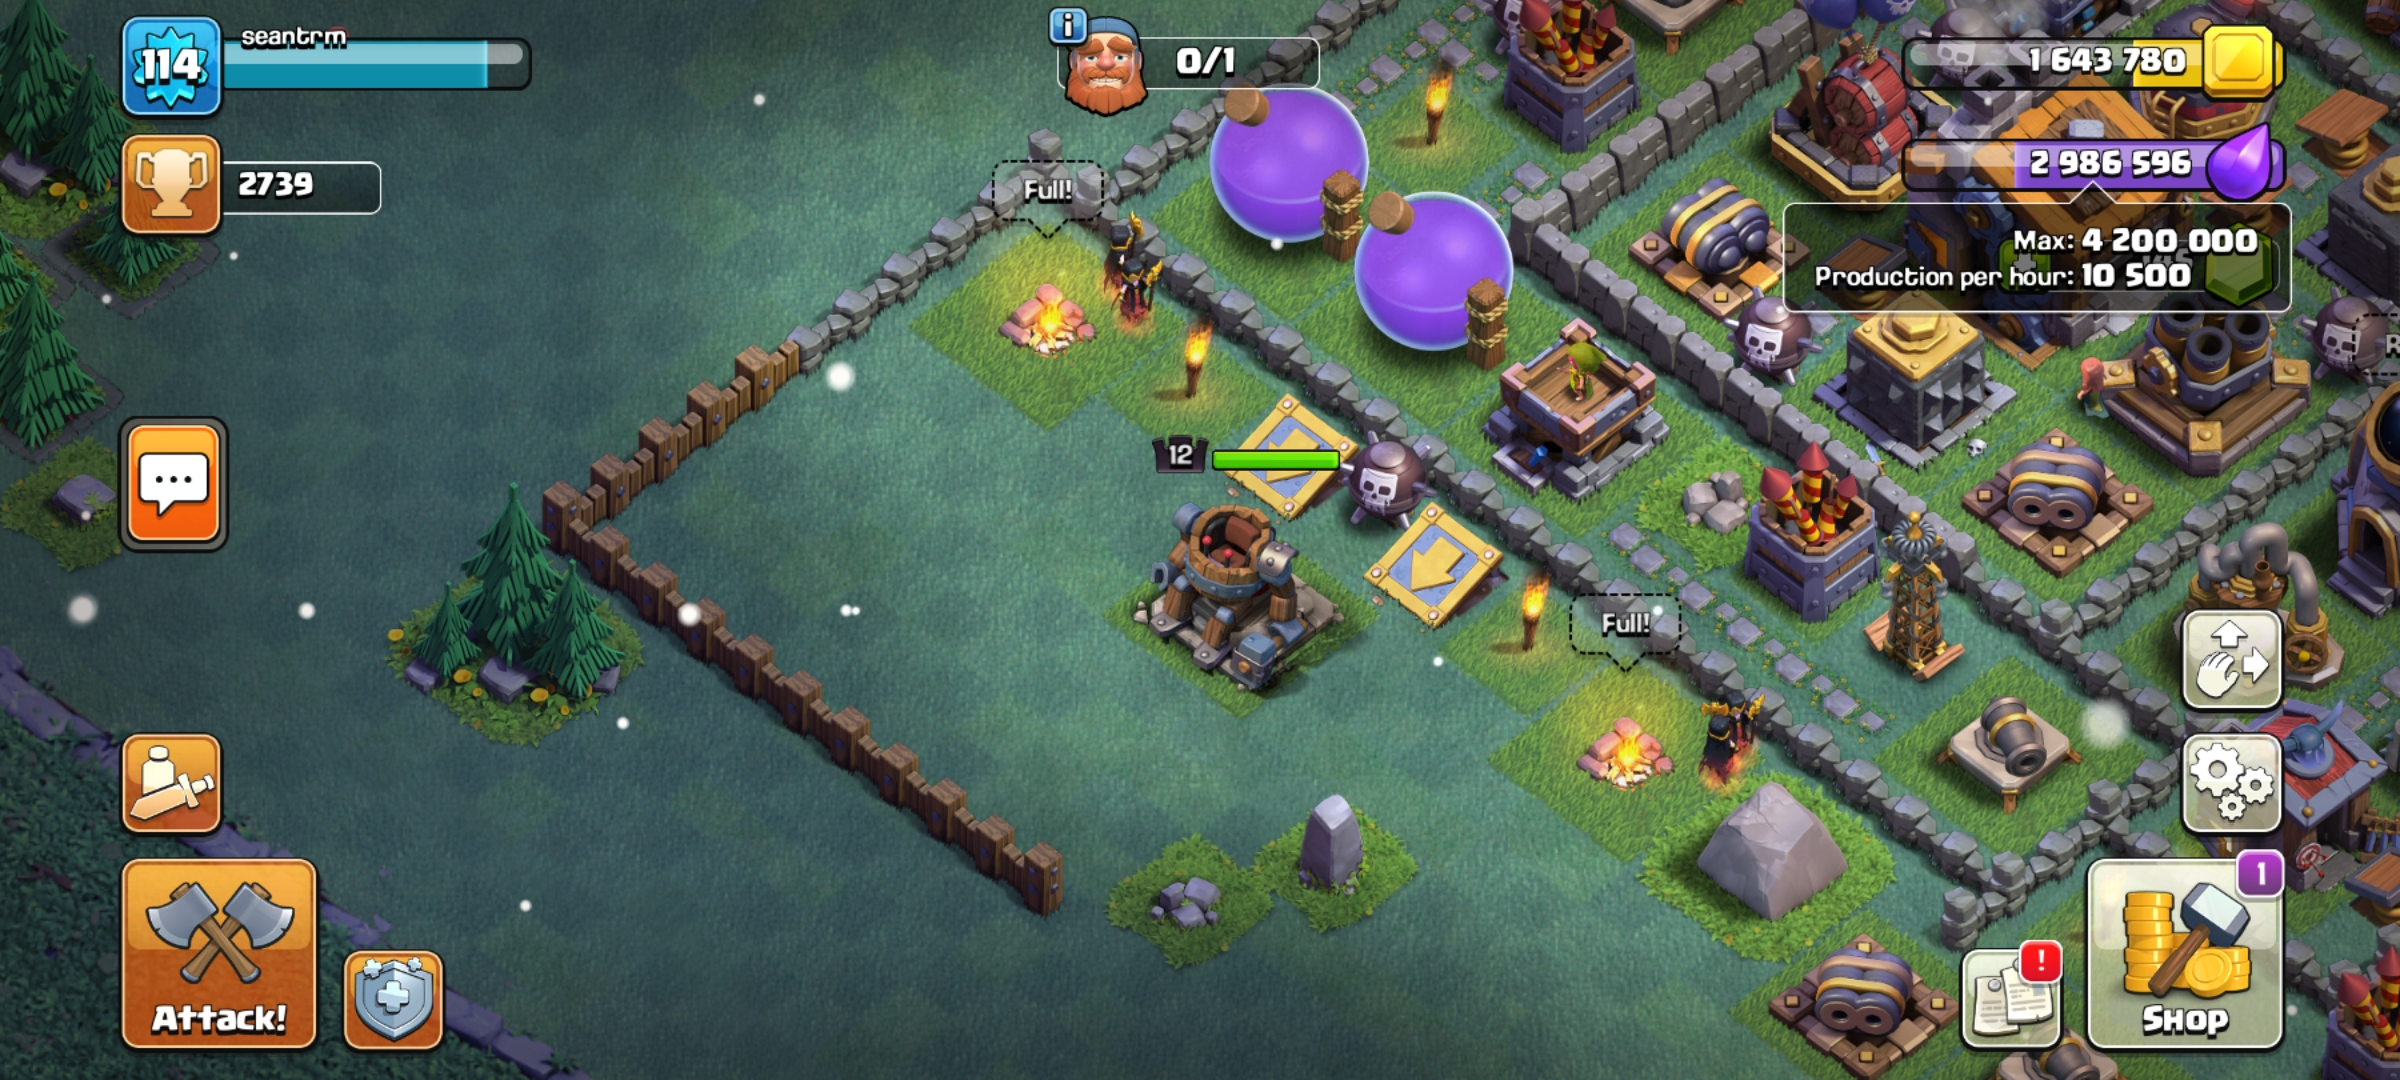 114
seantrm
0/1
1 643 780
2739
2 986 596
Full!
Max: 4 200 000
Production per hour: 10 500
12
Full!
1
Attack!
!
Shop